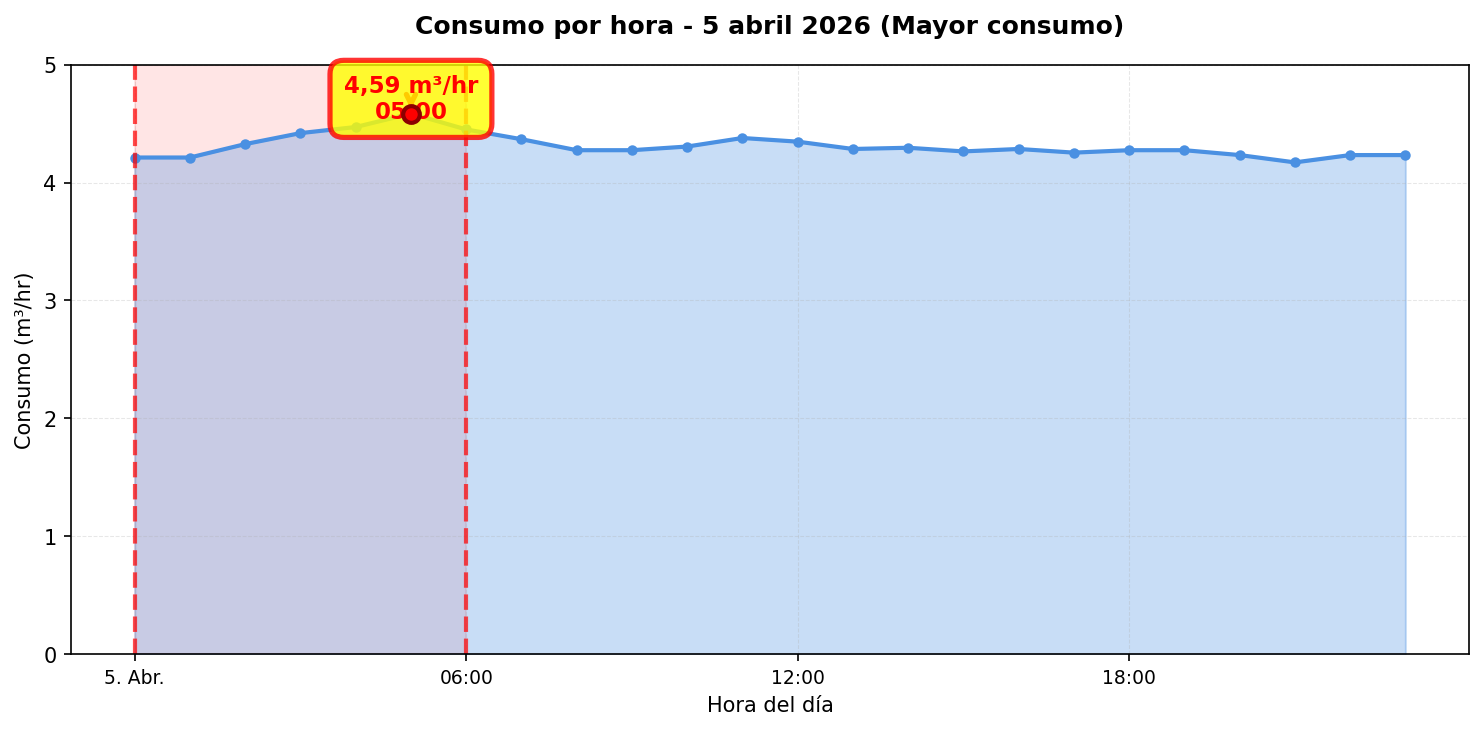 Consumo por hora - 5 abril 2026 (Mayor consumo)
4,59 m³/hr
05:00
Consumo (m³/hr)
5
4
3
2
1
0
5. Abr.
06:00
12:00
18:00
Hora del día